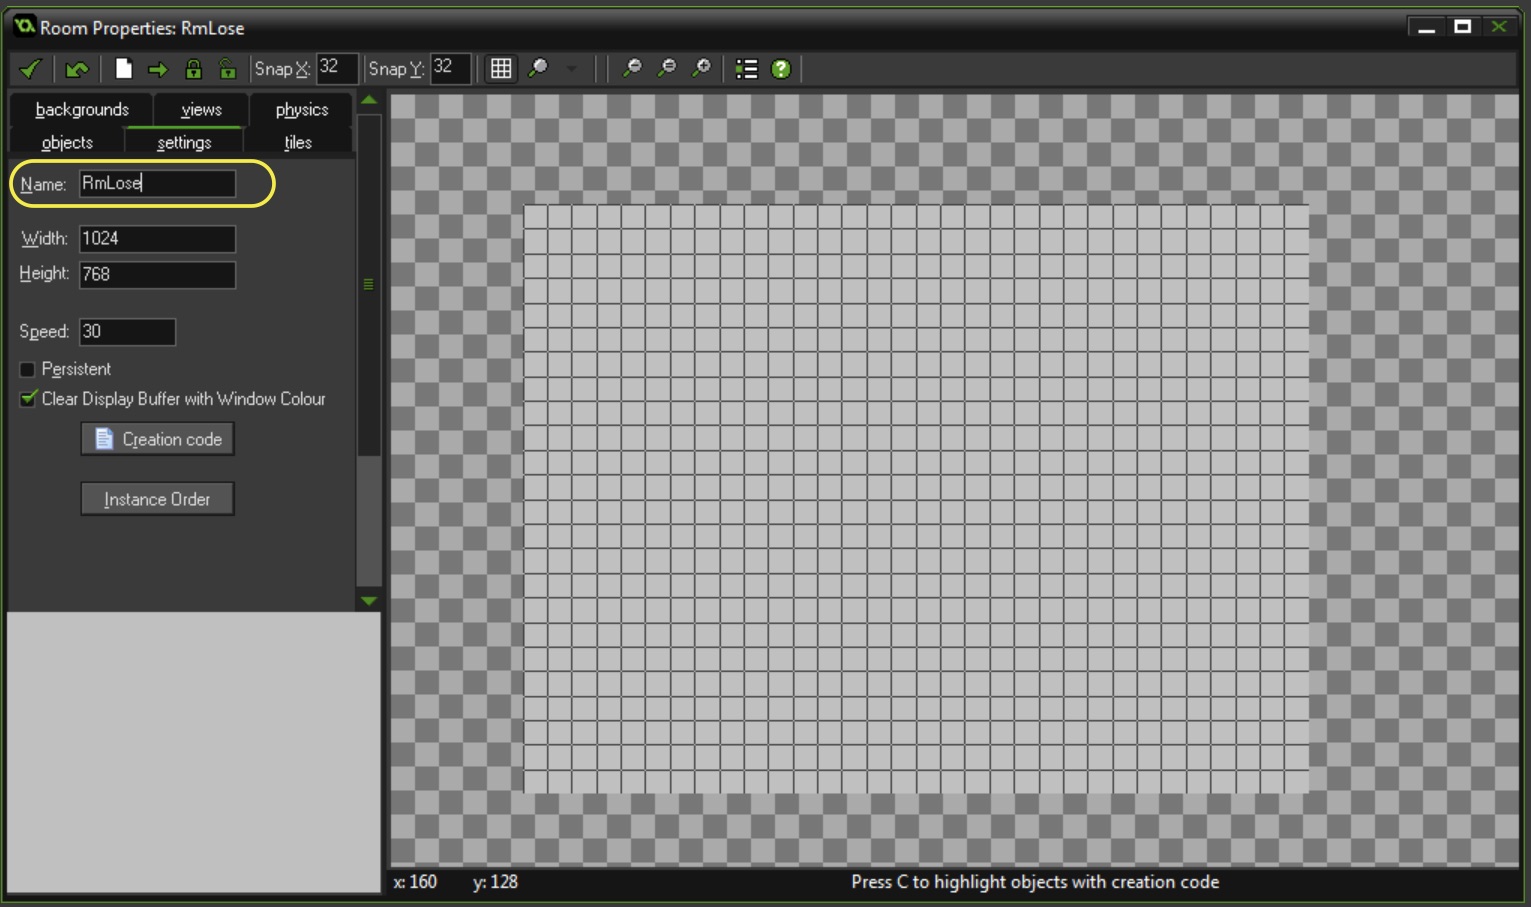 Room Properties: RmLose
Snap X: 32 Snap Y: 32
backgrounds views physics
objects settings tiles
Name: RmLose
Width: 1024
Height: 768
Speed: 30
Persistent
Clear Display Buffer with Window Colour
Creation code
Instance Order
x: 160 y: 128 Press C to highlight objects with creation code